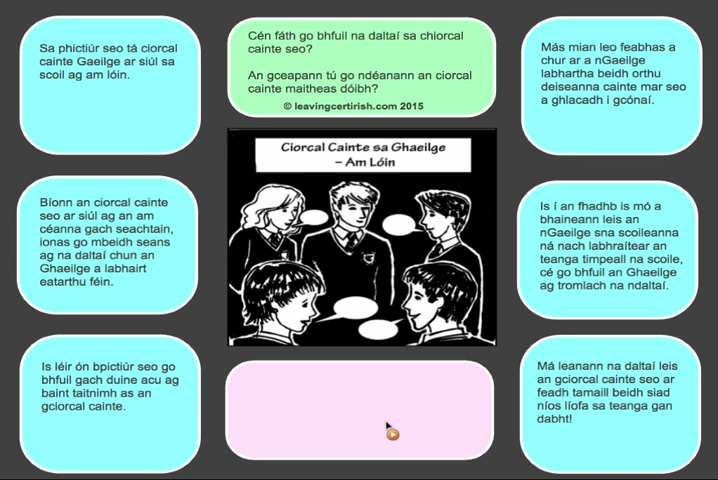 Sa phictiúr seo tá ciorcal
cainte Gaeilge ar siúl sa
scoil ag am lóin.
Bíonn an ciorcal cainte
seo ar siúl ag an am
céanna gach seachtain,
ionas go mbeidh seans
ag na daltaí chun an
Ghaeilge a labhairt
eatarthu féin.
Is léir ón bpictiúr seo go
bhfuil gach duine acu ag
baint taitnimh as an
gciorcal cainte.
Cén fáth go bhfuil na daltaí sa chiorcal
cainte seo?
An gceapann tú go ndéanann an ciorcal
cainte maitheas dóibh?
© leavingcertirish.com 2015
Ciorcal Cainte sa Ghaeilge
– Am Lóin
Más mian leo feabhas a
chur ar a nGaeilge
labhartha beidh orthu
deiseanna cainte mar seo
a ghlacadh i gcónaí.
Is í an fhadhb is mó a
bhaineann leis an
nGaeilge sna scoileanna
ná nach labhraítear an
teanga timpeall na scoile,
cé go bhfuil an Ghaeilge
ag tromlach na ndaltaí.
Má leanann na daltaí leis
an gciorcal cainte seo ar
feadh tamaill beidh siad
níos líofa sa teanga gan
dabht!